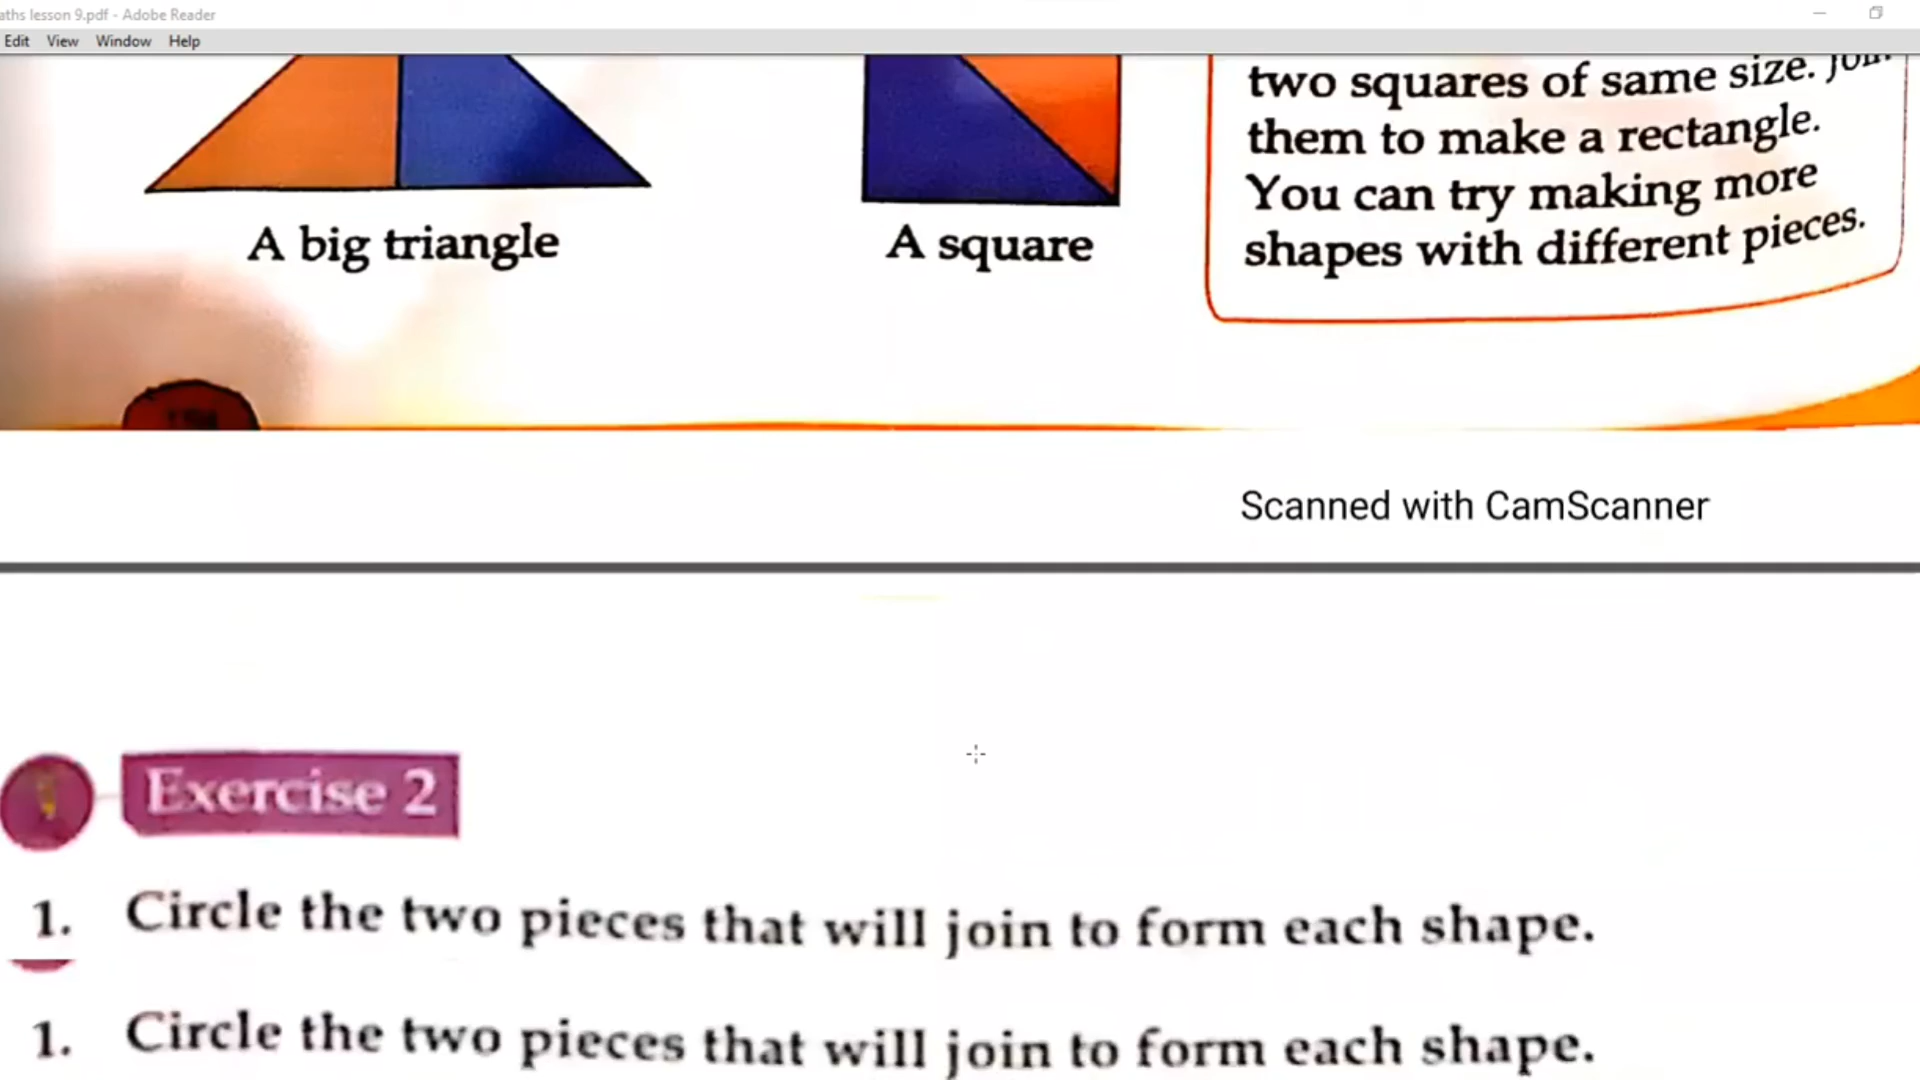 aths lesson 9.pdf - Adobe Reader
Edit View Window Help
two squares of same size. Join
them to make a rectangle.
You can try making more
shapes with different pieces.
A big triangle
A square
Scanned with CamScanner
Exercise 2
1. Circle the two pieces that will join to form each shape.
1. Circle the two pieces that will join to form each shape.